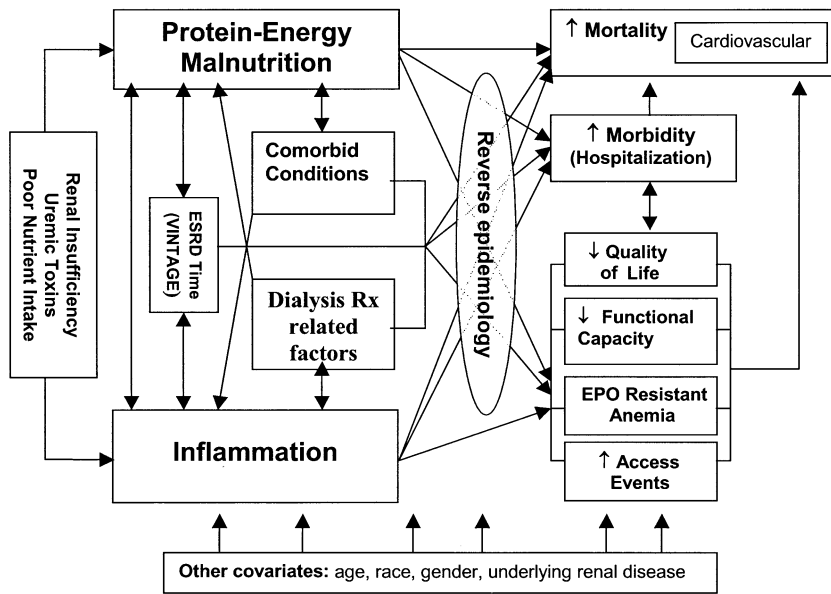 Protein-Energy
Malnutrition
↑ Mortality
Cardiovascular
Renal Insufficiency
Uremic Toxins
Poor Nutrient Intake
Comorbid
Conditions
↑ Morbidity
(Hospitalization)
ESRD Time
(VINTAGE)
Reverse epidemiology
↓ Quality
of Life
Dialysis Rx
related
factors
↓ Functional
Capacity
EPO Resistant
Anemia
Inflammation
↑ Access
Events
Other covariates: age, race, gender, underlying renal disease